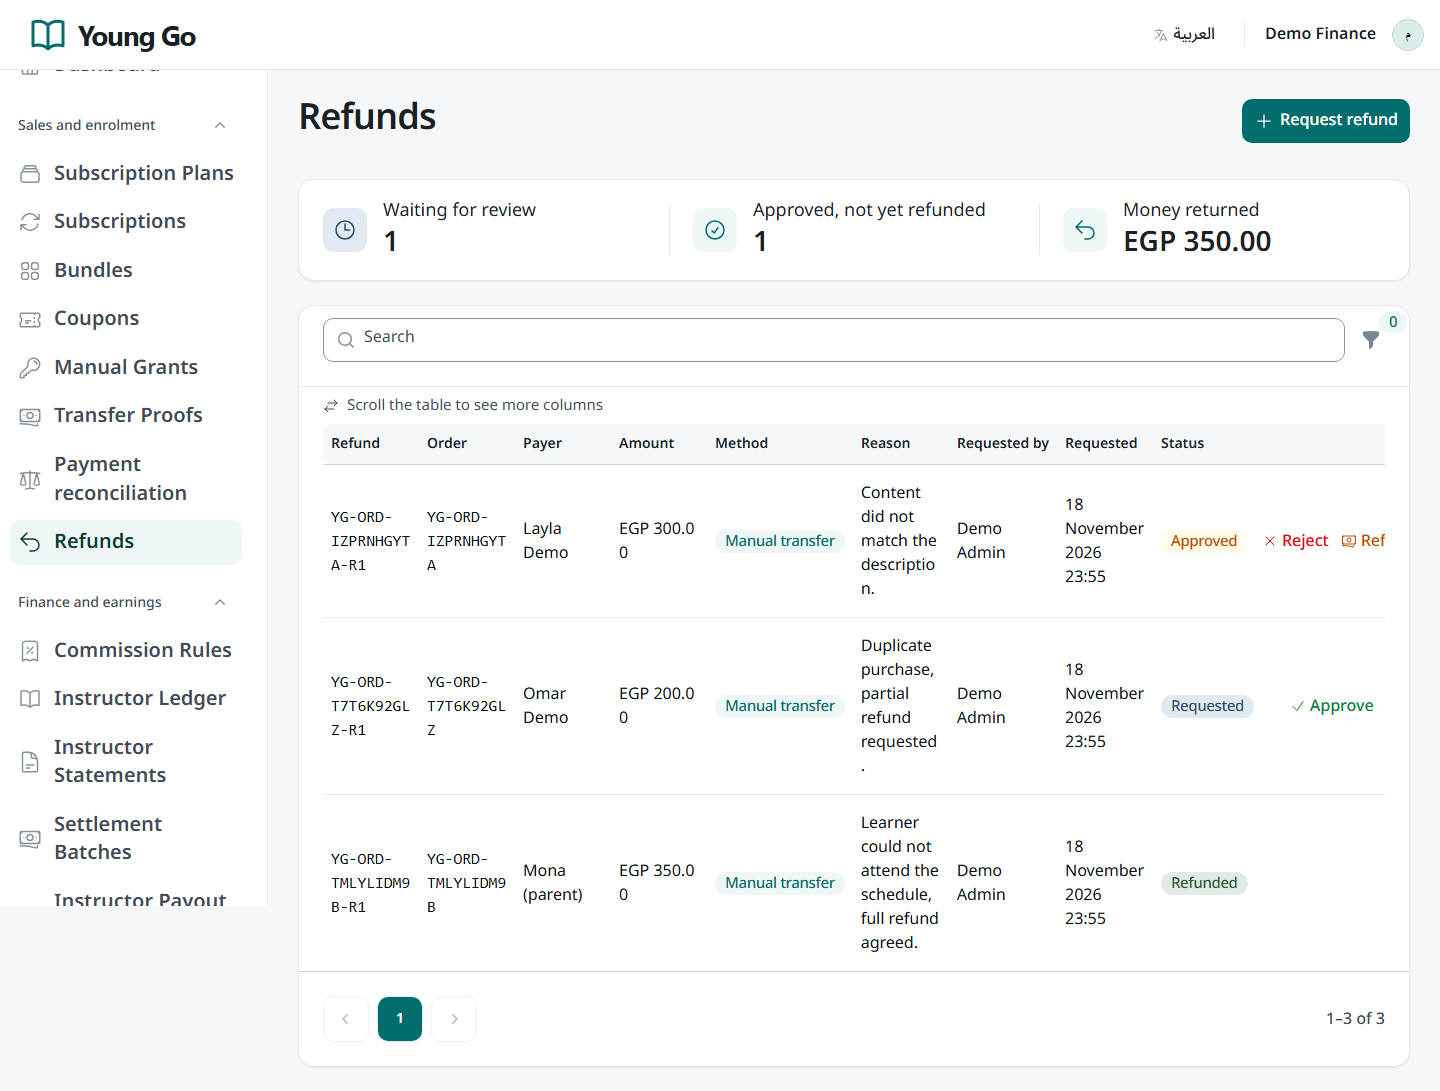 Young Go
العربية
Demo Finance
م
Dashboard
Sales and enrolment
Subscription Plans
Subscriptions
Bundles
Coupons
Manual Grants
Transfer Proofs
Payment
reconciliation
Refunds
Finance and earnings
Commission Rules
Instructor Ledger
Instructor
Statements
Settlement
Batches
Instructor Payout
Refunds
Request refund
Waiting for review
1
Approved, not yet refunded
1
Money returned
EGP 350.00
Search
0
Scroll the table to see more columns
Refund Order Payer Amount Method Reason Requested by Requested Status
YG-ORD-
IZPRNHGYT
A-R1
YG-ORD-
IZPRNHGYT
A
Layla
Demo
EGP 300.0
0
Manual transfer
Content
did not
match the
descriptio
n.
Demo
Admin
18
November
2026
23:55
Approved
Reject
Ref
YG-ORD-
T7T6K92GL
Z-R1
YG-ORD-
T7T6K92GL
Z
Omar
Demo
EGP 200.0
0
Manual transfer
Duplicate
purchase,
partial
refund
requested
.
Demo
Admin
18
November
2026
23:55
Requested
Approve
YG-ORD-
TMLYLIDM9
B-R1
YG-ORD-
TMLYLIDM9
B
Mona
(parent)
EGP 350.0
0
Manual transfer
Learner
could not
attend the
schedule,
full refund
agreed.
Demo
Admin
18
November
2026
23:55
Refunded
1
1–3 of 3